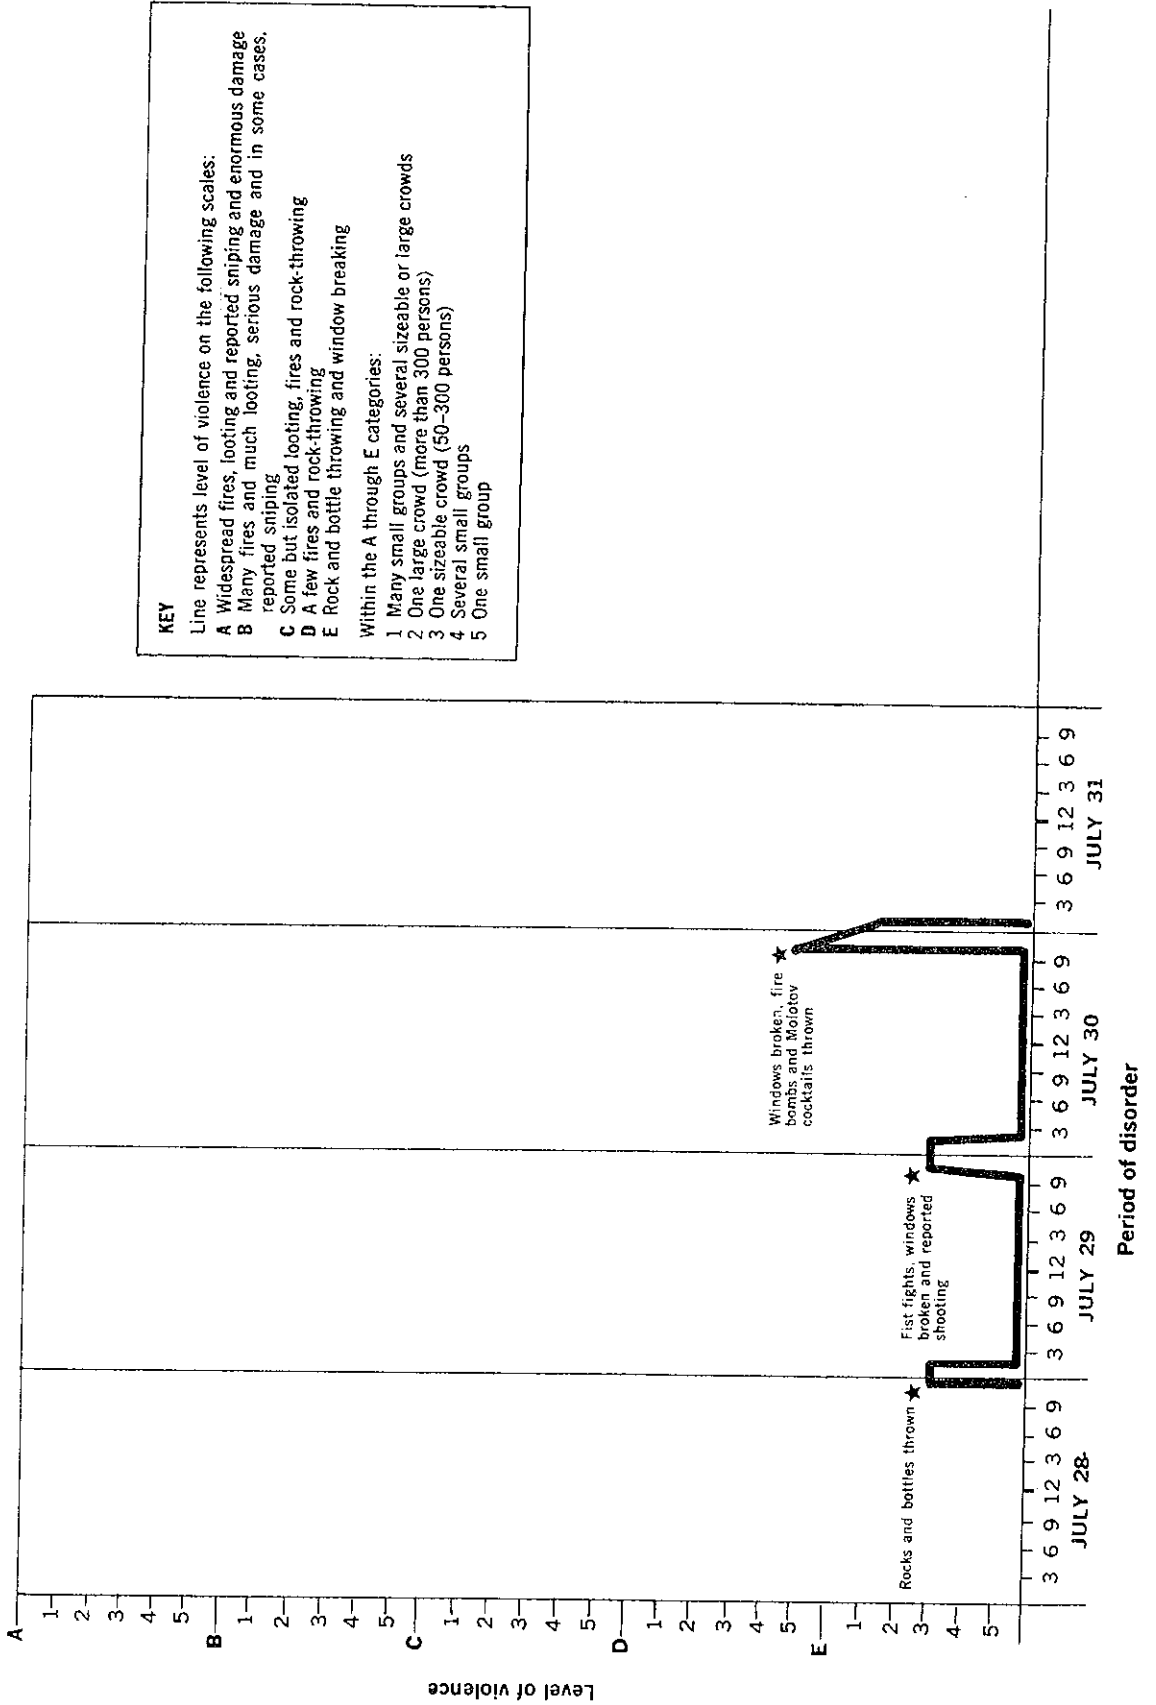 KEY
Line represents level of violence on the following scales:
A Widespread fires, looting and reported sniping and enormous damage
B Many fires and much looting, serious damage and in some cases,
reported sniping
C Some but isolated looting, fires and rock-throwing
D A few fires and rock-throwing
E Rock and bottle throwing and window breaking
Within the A through E categories:
1 Many small groups and several sizeable or large crowds
2 One large crowd (more than 300 persons)
3 One sizeable crowd (50–300 persons)
4 Several small groups
5 One small group
Level of violence
A
1
2
3
4
5
B
1
2
3
4
5
C
1
2
3
4
5
D
1
2
3
4
5
E
1
2
3
4
5
Rocks and bottles thrown
Fist fights, windows
broken and reported
shooting
Windows broken, fire
bombs and Molotov
cocktails thrown
3 6 9 12 3 6 9
3 6 9 12 3 6 9
3 6 9 12 3 6 9
3 6 9 12 3 6 9
JULY 28
JULY 29
JULY 30
JULY 31
Period of disorder